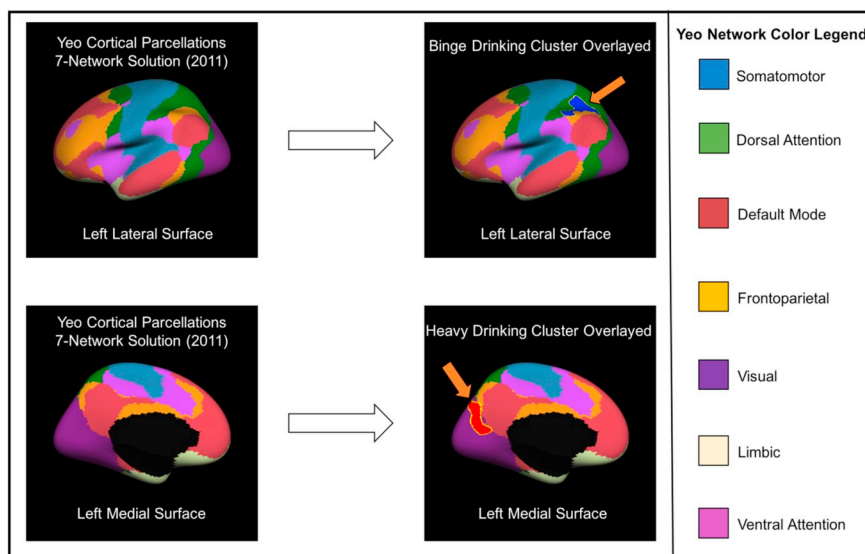 Yeo Cortical Parcellations
7-Network Solution (2011)
Left Lateral Surface
Binge Drinking Cluster Overlayed
Left Lateral Surface
Yeo Cortical Parcellations
7-Network Solution (2011)
Left Medial Surface
Heavy Drinking Cluster Overlayed
Left Medial Surface
Yeo Network Color Legend
Somatomotor
Dorsal Attention
Default Mode
Frontoparietal
Visual
Limbic
Ventral Attention